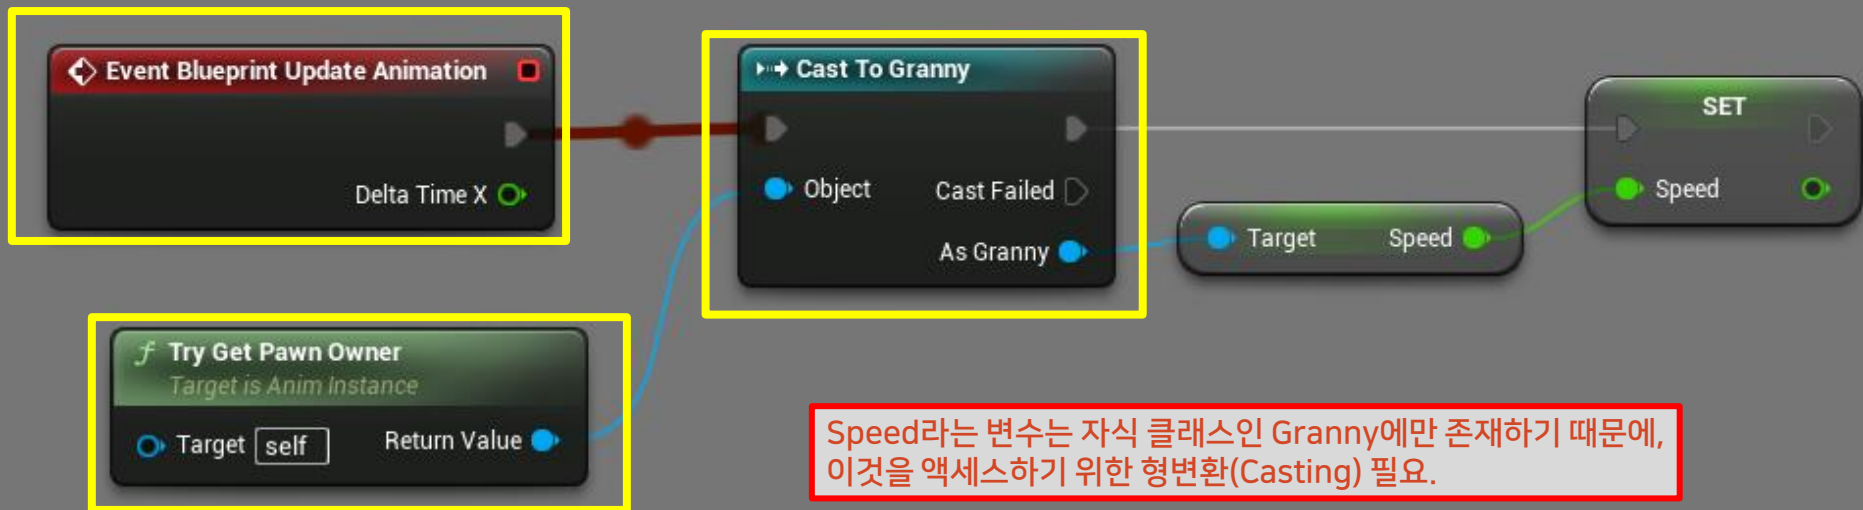 Event Blueprint Update Animation
Delta Time X
Cast To Granny
Object
Cast Failed
As Granny
Target
Speed
SET
Speed
Try Get Pawn Owner
Target is Anim Instance
Target self
Return Value
Speed라는 변수는 자식 클래스인 Granny에만 존재하기 때문에,
이것을 액세스하기 위한 형변환(Casting) 필요.